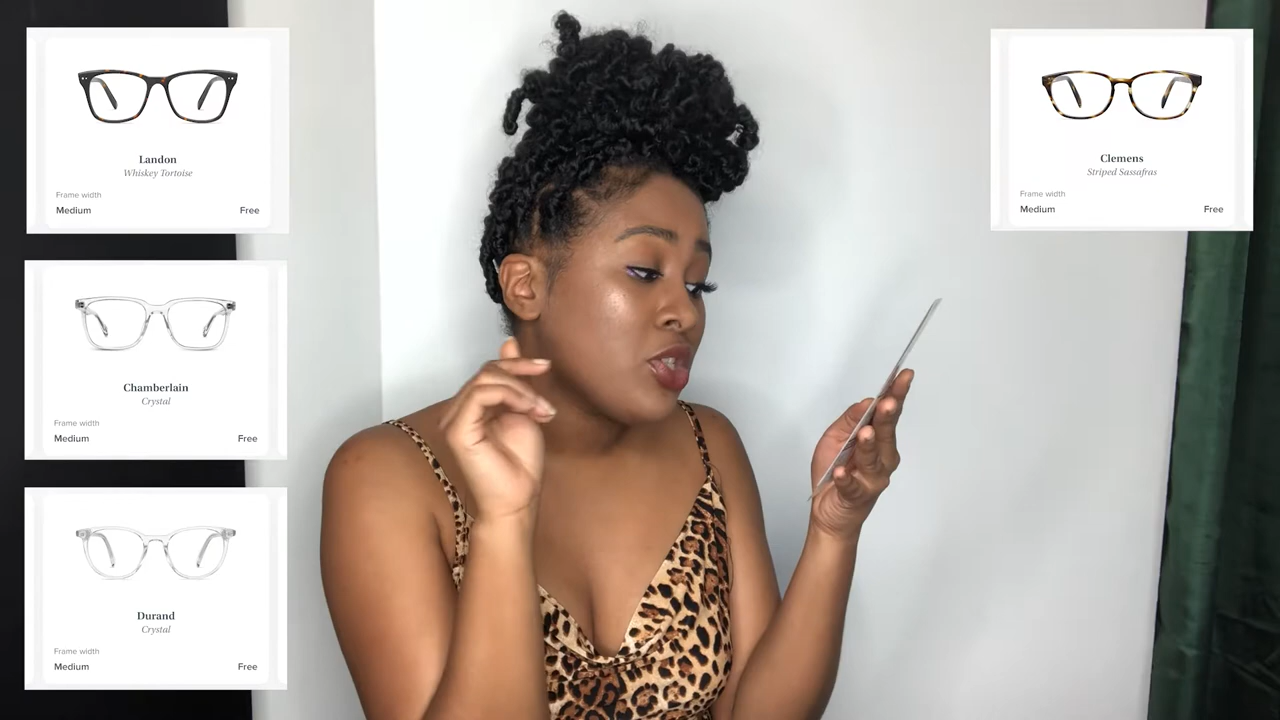 Landon
Whiskey Tortoise
Frame width
Medium Free
Chamberlain
Crystal
Frame width
Medium Free
Durand
Crystal
Frame width
Medium Free
Clemens
Striped Sassafras
Frame width
Medium Free